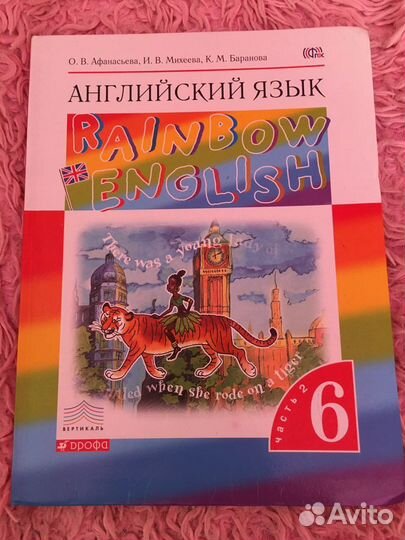 О. В. Афанасьева, И. В. Михеева, К. М. Баранова
АНГЛИЙСКИЙ ЯЗЫК
RAINBOW
ENGLISH
There was a young lady of
when she rode on a tiger
ВЕРТИКАЛЬ
дрофа
часть 2
6
Avito